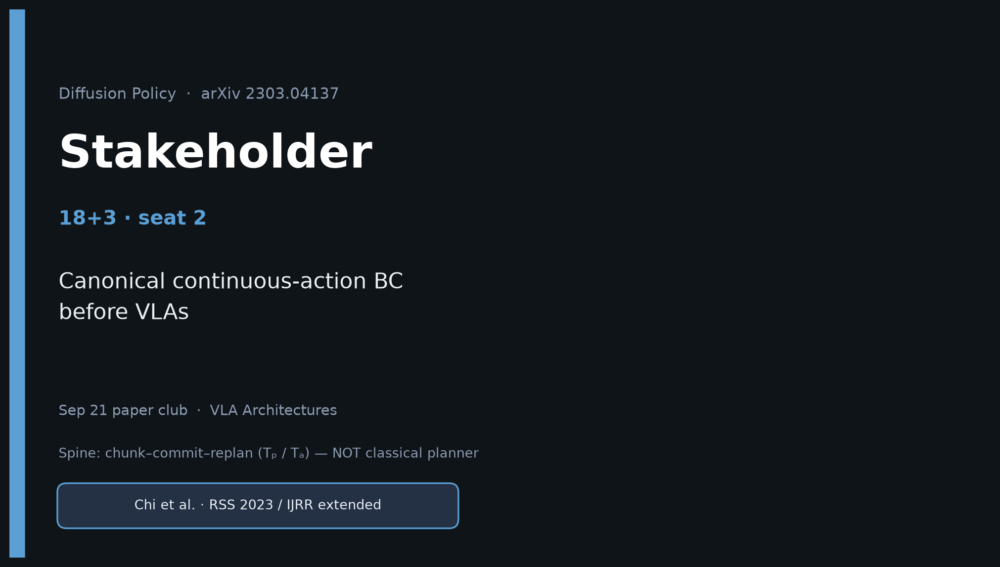 Diffusion Policy · arXiv 2303.04137
Stakeholder
18+3 · seat 2
Canonical continuous-action BC
before VLAs
Sep 21 paper club · VLA Architectures
Spine: chunk–commit–replan (Tₚ / Tₐ) — NOT classical planner
Chi et al. · RSS 2023 / IJRR extended